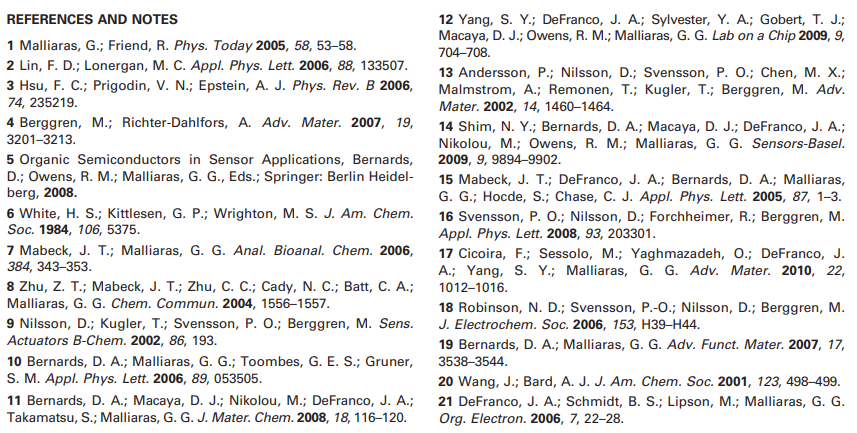 REFERENCES AND NOTES
1 Malliaras, G.; Friend, R. Phys. Today 2005, 58, 53–58.
2 Lin, F. D.; Lonergan, M. C. Appl. Phys. Lett. 2006, 88, 133507.
3 Hsu, F. C.; Prigodin, V. N.; Epstein, A. J. Phys. Rev. B 2006,
74, 235219.
4 Berggren, M.; Richter-Dahlfors, A. Adv. Mater. 2007, 19,
3201–3213.
5 Organic Semiconductors in Sensor Applications, Bernards,
D.; Owens, R. M.; Malliaras, G. G., Eds.; Springer: Berlin Heidel-
berg, 2008.
6 White, H. S.; Kittlesen, G. P.; Wrighton, M. S. J. Am. Chem.
Soc. 1984, 106, 5375.
7 Mabeck, J. T.; Malliaras, G. G. Anal. Bioanal. Chem. 2006,
384, 343–353.
8 Zhu, Z. T.; Mabeck, J. T.; Zhu, C. C.; Cady, N. C.; Batt, C. A.;
Malliaras, G. G. Chem. Commun. 2004, 1556–1557.
9 Nilsson, D.; Kugler, T.; Svensson, P. O.; Berggren, M. Sens.
Actuators B-Chem. 2002, 86, 193.
10 Bernards, D. A.; Malliaras, G. G.; Toombes, G. E. S.; Gruner,
S. M. Appl. Phys. Lett. 2006, 89, 053505.
11 Bernards, D. A.; Macaya, D. J.; Nikolou, M.; DeFranco, J. A.;
Takamatsu, S.; Malliaras, G. G. J. Mater. Chem. 2008, 18, 116–120.
12 Yang, S. Y.; DeFranco, J. A.; Sylvester, Y. A.; Gobert, T. J.;
Macaya, D. J.; Owens, R. M.; Malliaras, G. G. Lab on a Chip 2009, 9,
704–708.
13 Andersson, P.; Nilsson, D.; Svensson, P. O.; Chen, M. X.;
Malmstrom, A.; Remonen, T.; Kugler, T.; Berggren, M. Adv.
Mater. 2002, 14, 1460–1464.
14 Shim, N. Y.; Bernards, D. A.; Macaya, D. J.; DeFranco, J. A.;
Nikolou, M.; Owens, R. M.; Malliaras, G. G. Sensors-Basel.
2009, 9, 9894–9902.
15 Mabeck, J. T.; DeFranco, J. A.; Bernards, D. A.; Malliaras,
G. G.; Hocde, S.; Chase, C. J. Appl. Phys. Lett. 2005, 87, 1–3.
16 Svensson, P. O.; Nilsson, D.; Forchheimer, R.; Berggren, M.
Appl. Phys. Lett. 2008, 93, 203301.
17 Cicoira, F.; Sessolo, M.; Yaghmazadeh, O.; DeFranco, J.
A.; Yang, S. Y.; Malliaras, G. G. Adv. Mater. 2010, 22,
1012–1016.
18 Robinson, N. D.; Svensson, P.-O.; Nilsson, D.; Berggren, M.
J. Electrochem. Soc. 2006, 153, H39–H44.
19 Bernards, D. A.; Malliaras, G. G. Adv. Funct. Mater. 2007, 17,
3538–3544.
20 Wang, J.; Bard, A. J. J. Am. Chem. Soc. 2001, 123, 498–499.
21 DeFranco, J. A.; Schmidt, B. S.; Lipson, M.; Malliaras, G. G.
Org. Electron. 2006, 7, 22–28.